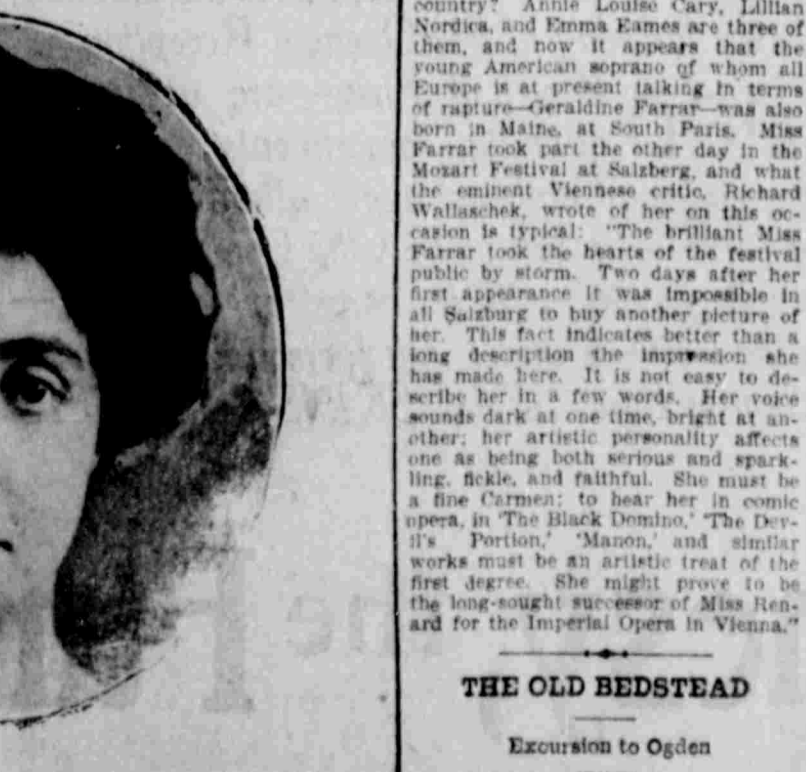 country? Annie Louise Cary, Lillian
Nordica, and Emma Eames are three of
them, and now it appears that the
young American soprano of whom all
Europe is at present talking in terms
of rapture—Geraldine Farrar—was also
born in Maine, at South Paris. Miss
Farrar took part the other day in the
Mozart Festival at Salzberg, and what
the eminent Viennese critic, Richard
Wallaschek, wrote of her on this oc-
casion is typical: "The brilliant Miss
Farrar took the hearts of the festival
public by storm. Two days after her
first appearance it was impossible in
all Salzburg to buy another picture of
her. This fact indicates better than a
long description the impression she
has made here. It is not easy to de-
scribe her in a few words. Her voice
sounds dark at one time, bright at an-
other; her artistic personality affects
one as being both serious and spark-
ling, fickle, and faithful. She must be
a fine Carmen; to hear her in comic
opera, in 'The Black Domino,' 'The Dev-
il's Portion,' 'Manon,' and similar
works must be an artistic treat of the
first degree. She might prove to be
the long-sought successor of Miss Ren-
ard for the Imperial Opera in Vienna."
THE OLD BEDSTEAD
Excursion to Ogden